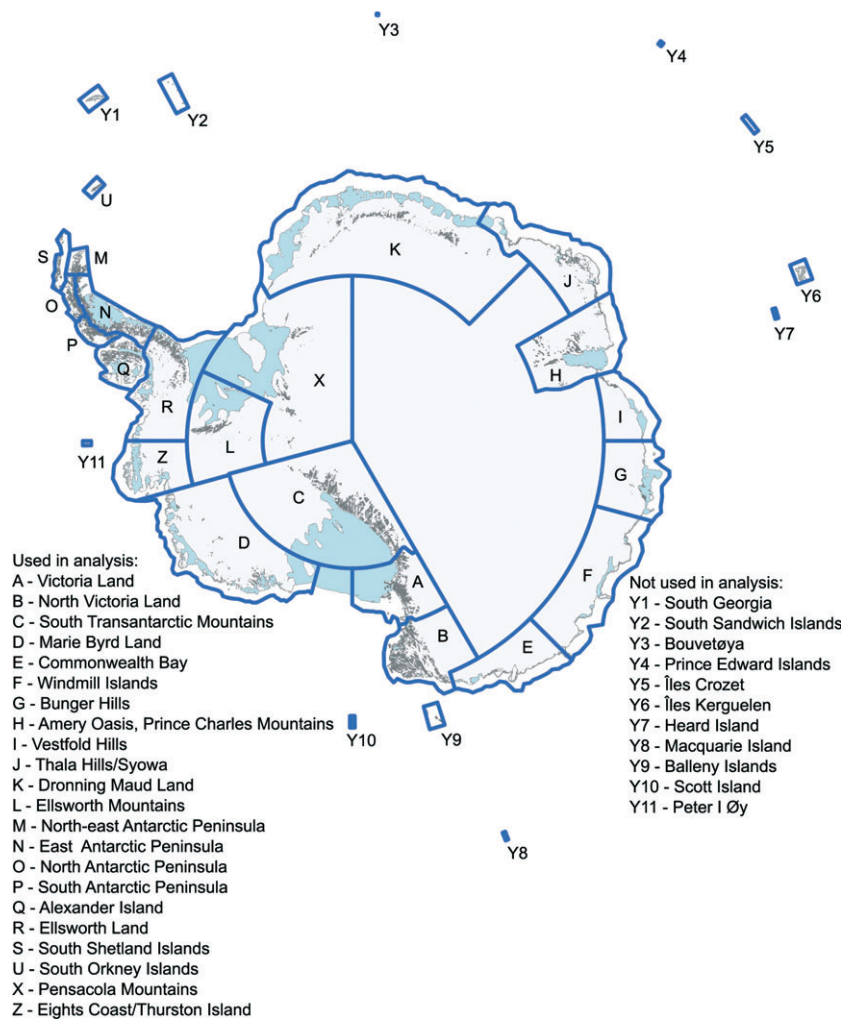 Y3
Y4
Y1
Y2
Y5
U
S
M
K
J
Y6
O
N
Y7
P
H
Q
X
R
I
L
Y11
Z
G
C
D
F
A
B
E
Y10
Y9
Y8
Used in analysis:
A - Victoria Land
B - North Victoria Land
C - South Transantarctic Mountains
D - Marie Byrd Land
E - Commonwealth Bay
F - Windmill Islands
G - Bunger Hills
H - Amery Oasis, Prince Charles Mountains
I - Vestfold Hills
J - Thala Hills/Syowa
K - Dronning Maud Land
L - Ellsworth Mountains
M - North-east Antarctic Peninsula
N - East Antarctic Peninsula
O - North Antarctic Peninsula
P - South Antarctic Peninsula
Q - Alexander Island
R - Ellsworth Land
S - South Shetland Islands
U - South Orkney Islands
X - Pensacola Mountains
Z - Eights Coast/Thurston Island
Not used in analysis:
Y1 - South Georgia
Y2 - South Sandwich Islands
Y3 - Bouvetøya
Y4 - Prince Edward Islands
Y5 - Îles Crozet
Y6 - Îles Kerguelen
Y7 - Heard Island
Y8 - Macquarie Island
Y9 - Balleny Islands
Y10 - Scott Island
Y11 - Peter I Øy